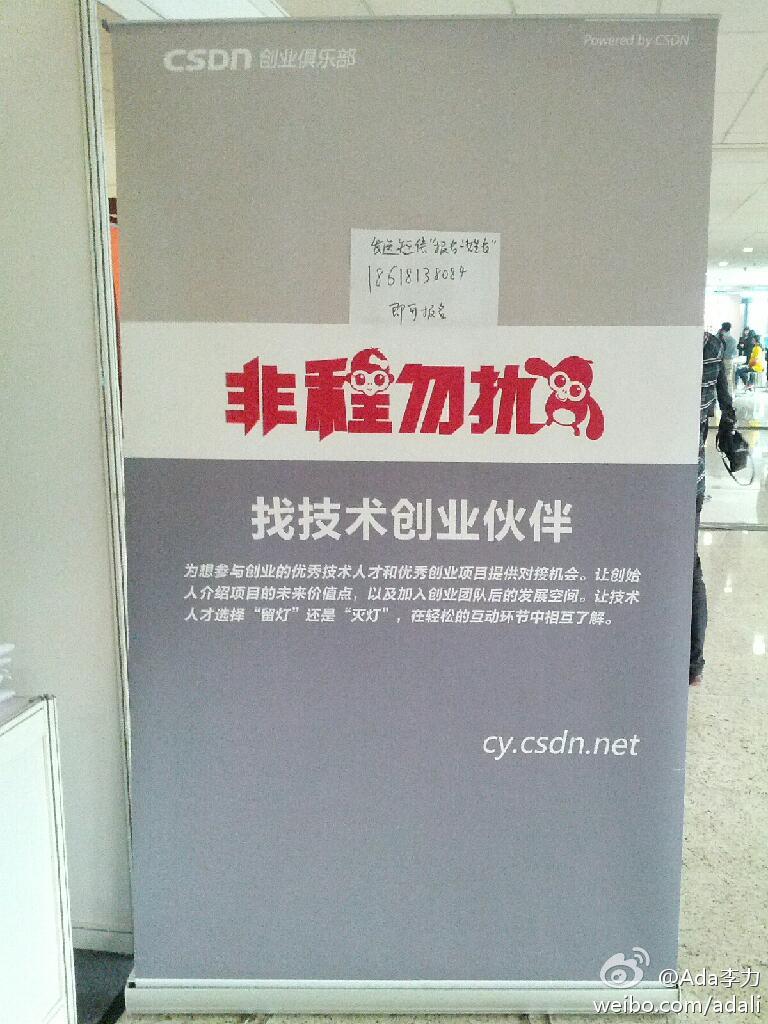 CSDN 创业俱乐部
Powered by CSDN
发送短信“报名+姓名”
18618138084
即可报名
非程勿扰
找技术创业伙伴
为想参与创业的优秀技术人才和优秀创业项目提供对接机会。让创始
人介绍项目的未来价值点，以及加入创业团队后的发展空间。让技术
人才选择“留灯”还是“灭灯”，在轻松的互动环节中相互了解。
cy.csdn.net
@Ada李力
weibo.com/adali